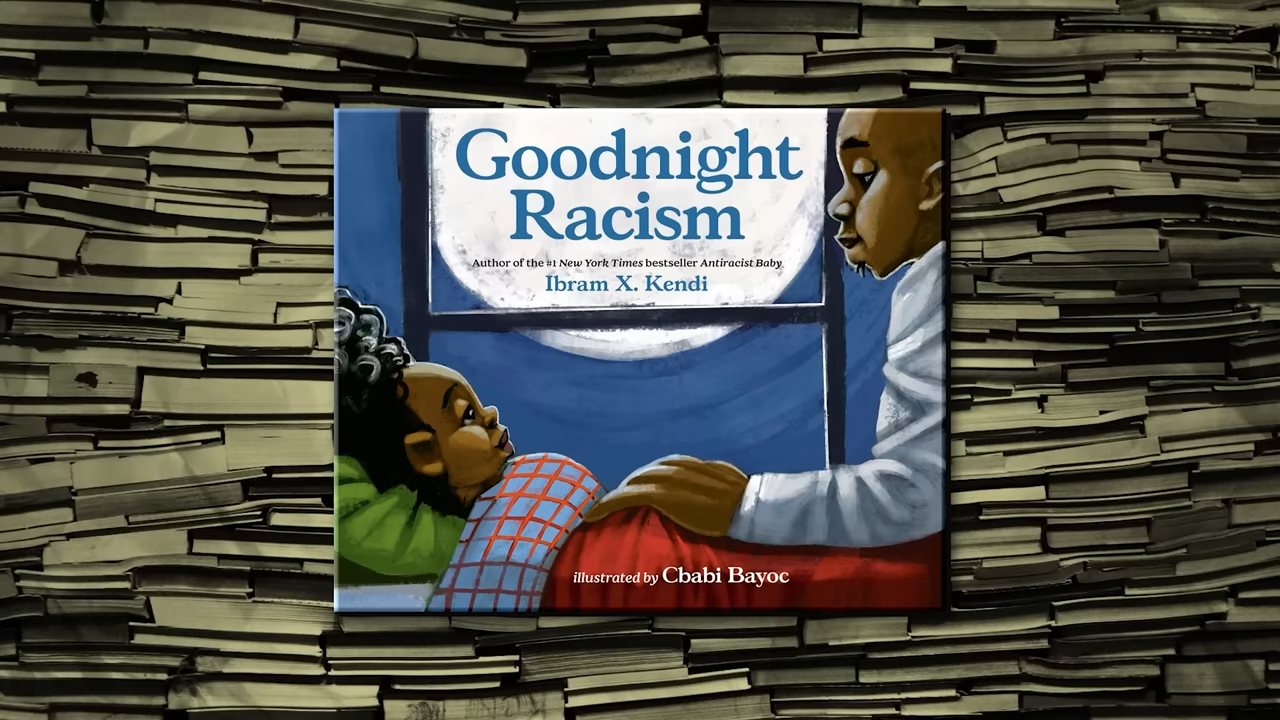 Goodnight
Racism
Author of the #1 New York Times bestseller Antiracist Baby
Ibram X. Kendi
illustrated by Cbabi Bayoc